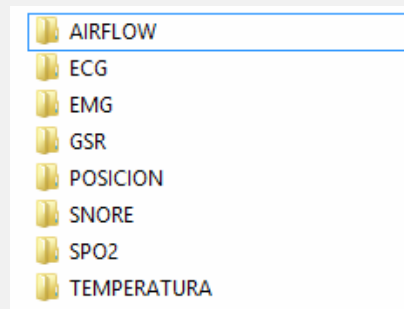 AIRFLOW
ECG
EMG
GSR
POSICION
SNORE
SPO2
TEMPERATURA